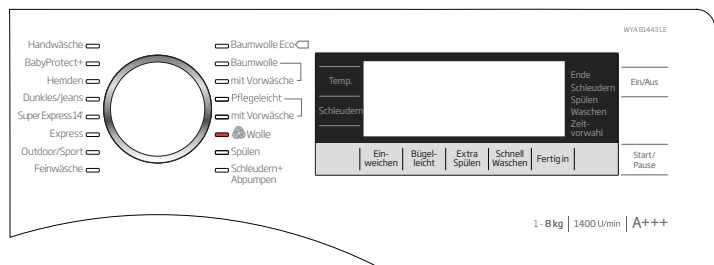 WYA 81443 LE
Handwäsche
BabyProtect+
Hemden
Dunkles/Jeans
Super Express 14'
Express
Outdoor/Sport
Feinwäsche
Baumwolle Eco
Baumwolle
mit Vorwäsche
Pflegeleicht
mit Vorwäsche
Wolle
Spülen
Schleudern+
Abpumpen
Temp.
Schleudern
Ende
Schleudern
Spülen
Waschen
Zeit-
vorwahl
Ein-
weichen
Bügel-
leicht
Extra
Spülen
Schnell
Waschen
Fertig in
Ein/Aus
Start/
Pause
1 - 8 kg 1400 U/min A+++